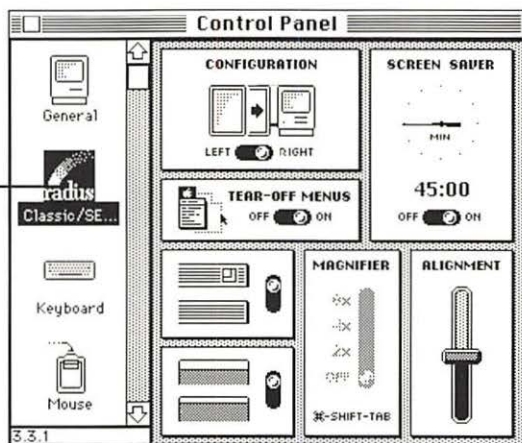 Control Panel
General
radius
Classic/SE...
Keyboard
Mouse
3.3.1
CONFIGURATION
LEFT RIGHT
TEAR-OFF MENUS
OFF ON
SCREEN SAVER
MIN
45:00
OFF ON
MAGNIFIER
8x
4x
2x
OFF
⌘-SHIFT-TAB
ALIGNMENT